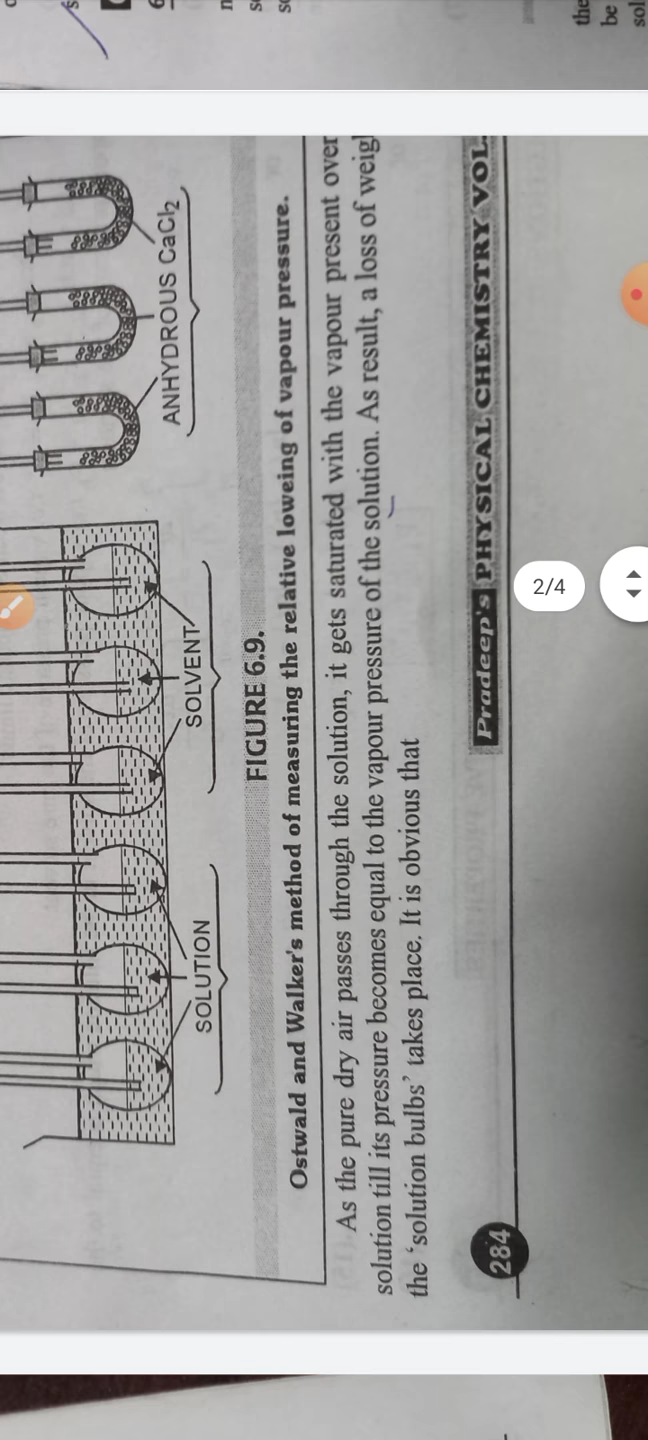 ANHYDROUS CaCl₂
SOLVENT
SOLUTION
FIGURE 6.9.
Ostwald and Walker's method of measuring the relative loweing of vapour pressure.
As the pure dry air passes through the solution, it gets saturated with the vapour present over
solution till its pressure becomes equal to the vapour pressure of the solution. As result, a loss of
the 'solution bulbs' takes place. It is obvious that
284
Pradeep's PHYSICAL CHEMISTRY VOL.
2/4
the
be
sol